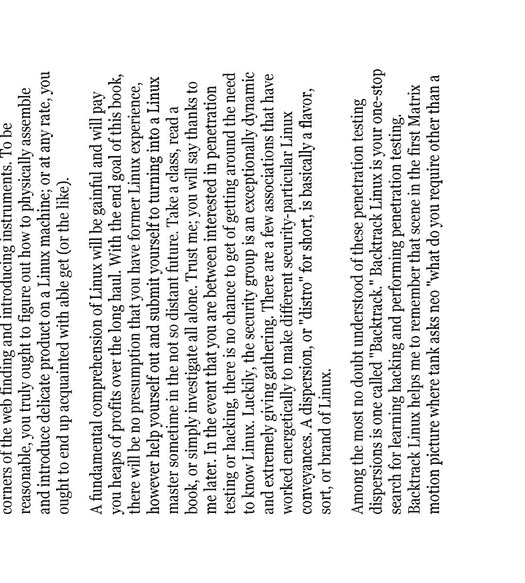 corners of the web finding and introducing instruments. To be
reasonable, you truly ought to figure out how to physically assemble
and introduce delicate product on a Linux machine; or at any rate, you
ought to end up acquainted with able get (or the like).
A fundamental comprehension of Linux will be gainful and will pay
you heaps of profits over the long haul. With the end goal of this book,
there will be no presumption that you have former Linux experience,
however help yourself out and submit yourself to turning into a Linux
master sometime in the not so distant future. Take a class, read a
book, or simply investigate all alone. Trust me; you will say thanks to
me later. In the event that you are between interested in penetration
testing or hacking, there is no chance to get of getting around the need
to know Linux. Luckily, the security group is an exceptionally dynamic
and extremely giving gathering. There are a few associations that have
worked energetically to make different security-particular Linux
conveyances. A dispersion, or "distro" for short, is basically a flavor,
sort, or brand of Linux.
Among the most no doubt understood of these penetration testing
dispersions is one called "Backtrack." Backtrack Linux is your one-stop
search for learning hacking and performing penetration testing.
Backtrack Linux helps me to remember that scene in the first Matrix
motion picture where tank asks neo "what do you require other than a